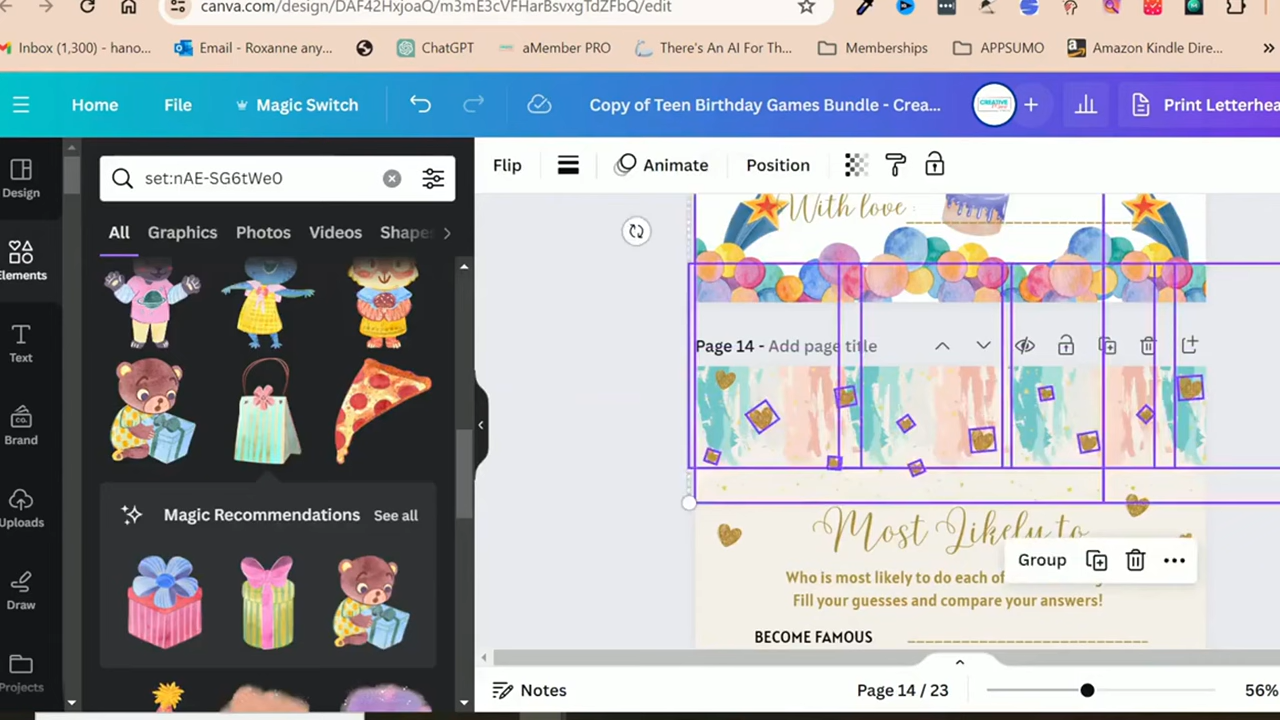 canva.com/design/DAF42HxjoaQ/m3mE3cVFHarBsvxgTdZFbQ/edit
Inbox (1,300) - hano...
Email - Roxanne any...
ChatGPT
aMember PRO
There's An AI For Th...
Memberships
APPSUMO
Amazon Kindle Dire...
Home
File
Magic Switch
Copy of Teen Birthday Games Bundle - Crea...
CREATIVE
Print Letterhea
Design
Elements
Text
Brand
Uploads
Draw
Projects
set:nAE-SG6tWe0
All
Graphics
Photos
Videos
Shape
Magic Recommendations
See all
Flip
Animate
Position
With love :
Page 14 - Add page title
Most Likely to
Who is most likely to do each of
Fill your guesses and compare your answers!
BECOME FAMOUS
Group
Notes
Page 14 / 23
56%